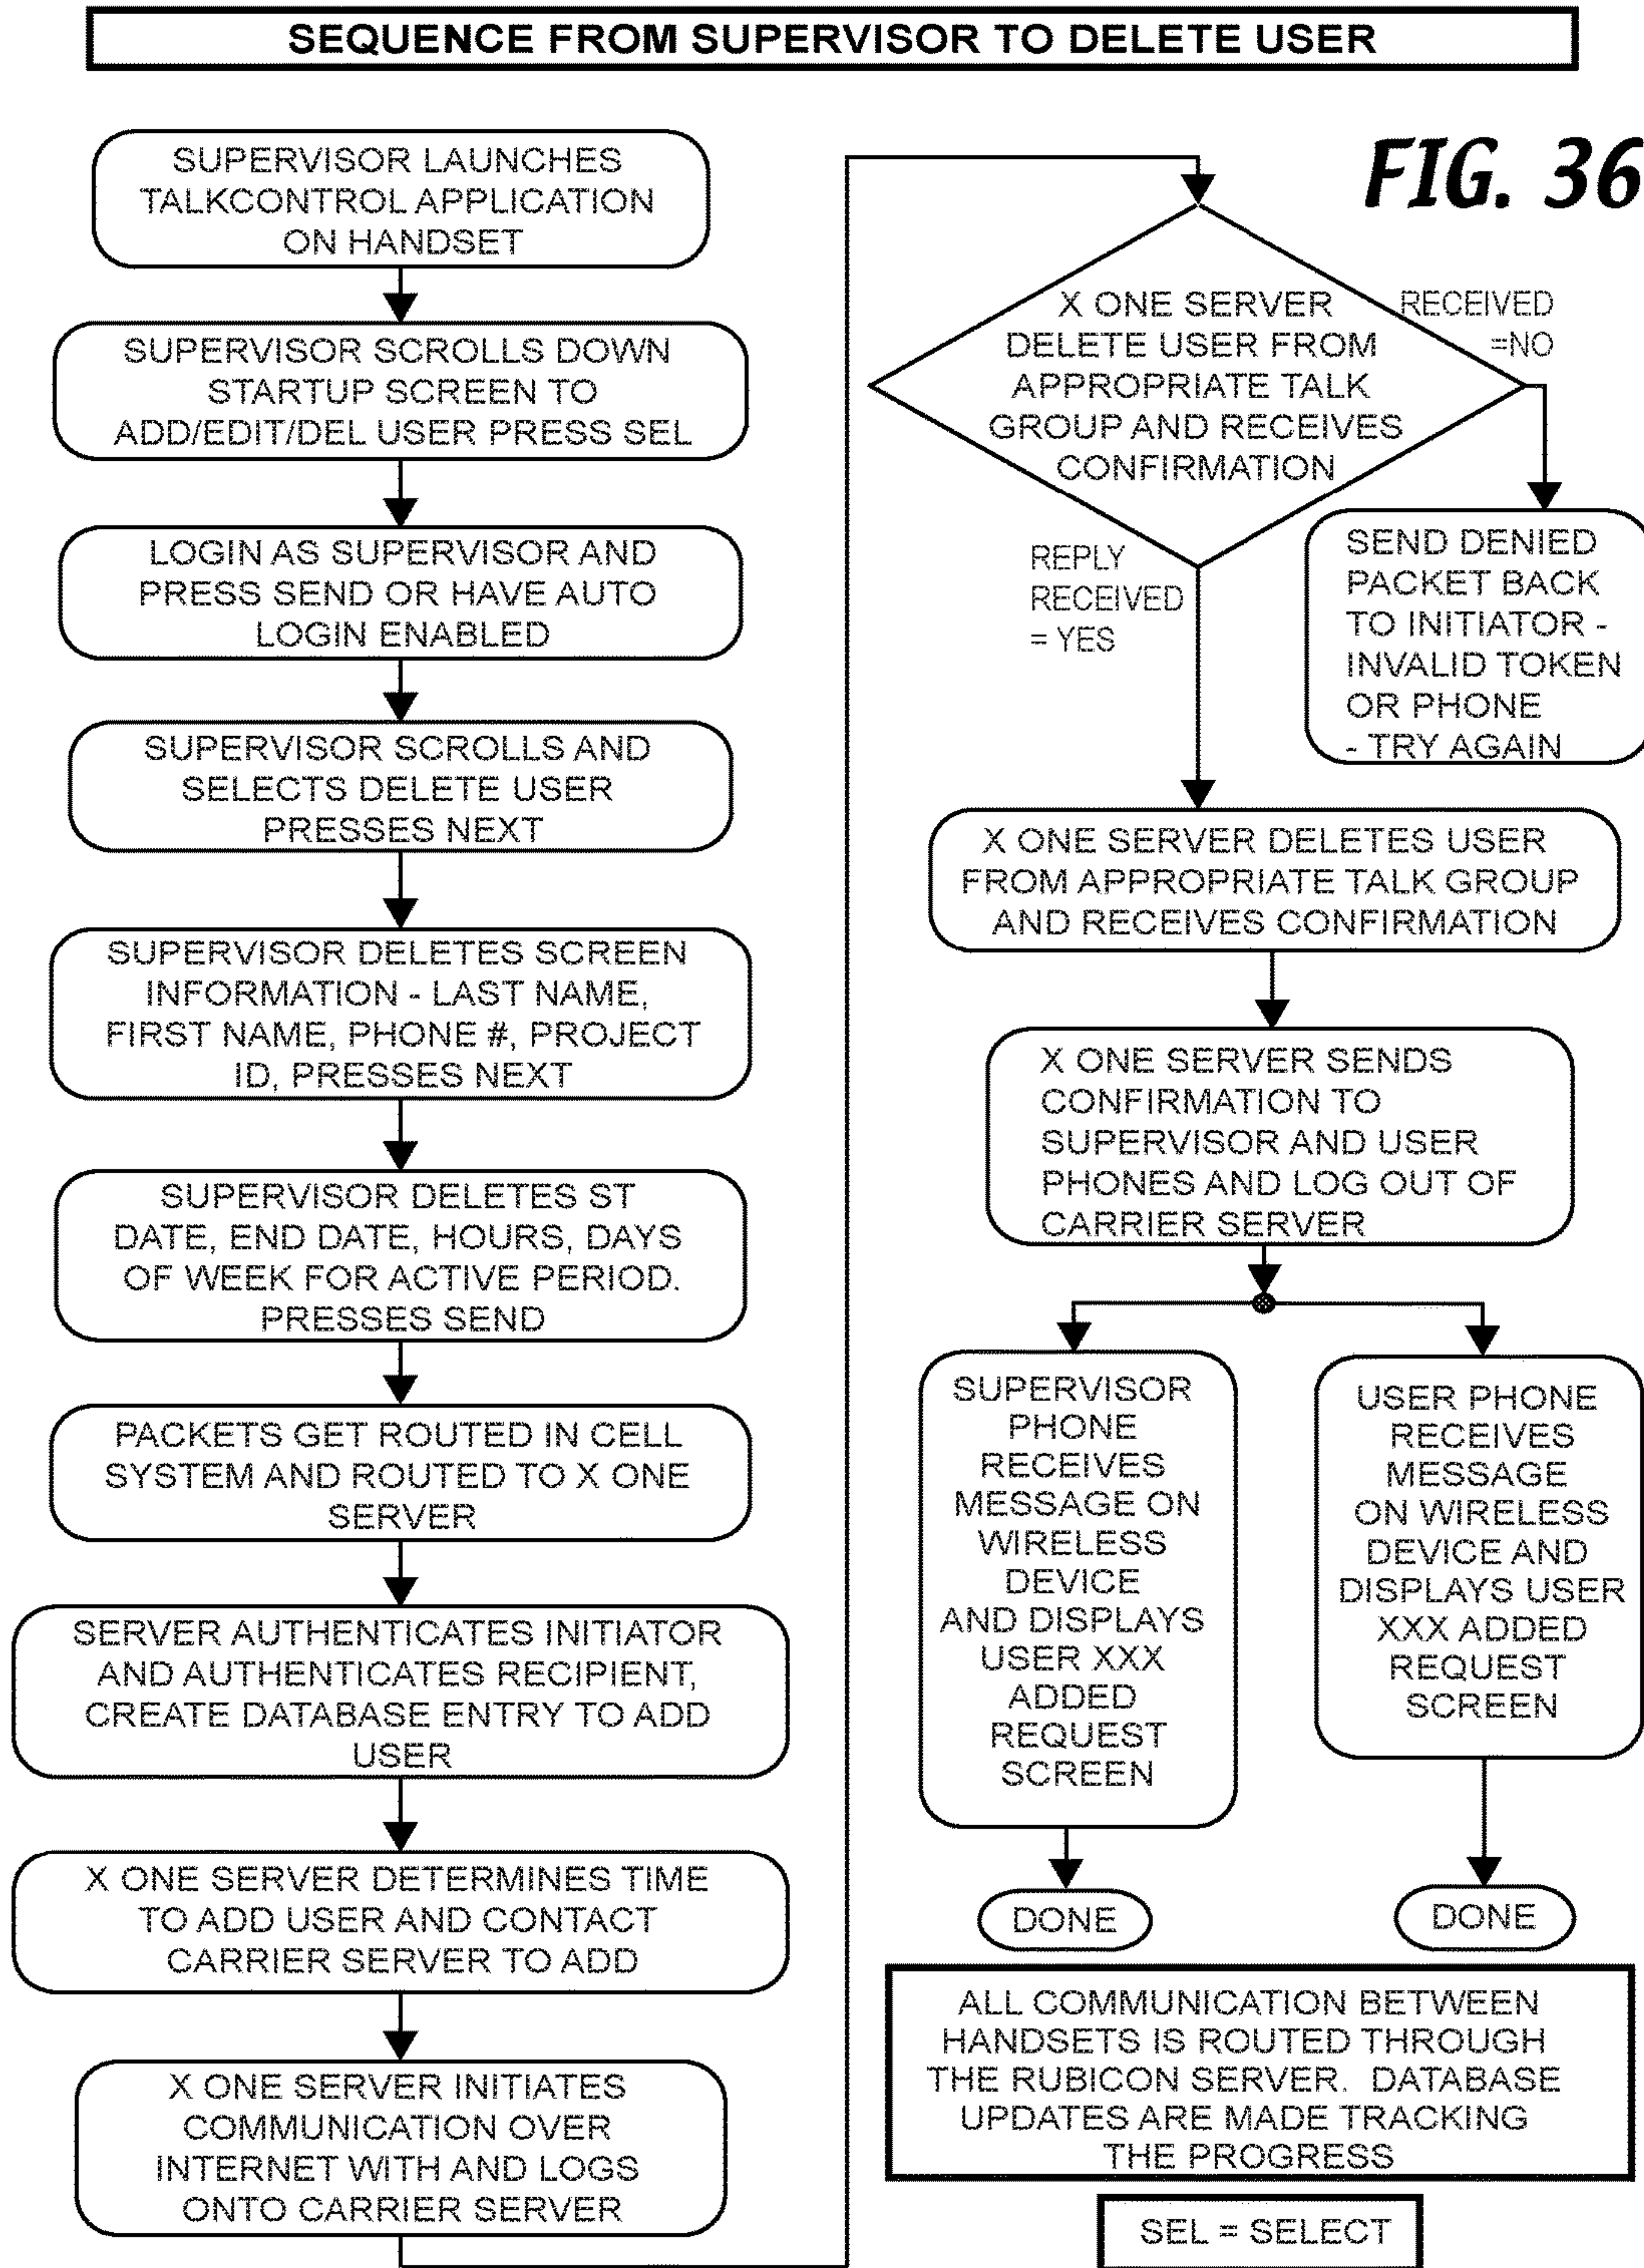 SEQUENCE FROM SUPERVISOR TO DELETE USER
FIG. 36
SUPERVISOR LAUNCHES
TALKCONTROL APPLICATION
ON HANDSET
SUPERVISOR SCROLLS DOWN
STARTUP SCREEN TO
ADD/EDIT/DEL USER PRESS SEL
LOGIN AS SUPERVISOR AND
PRESS SEND OR HAVE AUTO
LOGIN ENABLED
SUPERVISOR SCROLLS AND
SELECTS DELETE USER
PRESSES NEXT
SUPERVISOR DELETES SCREEN
INFORMATION - LAST NAME,
FIRST NAME, PHONE #, PROJECT
ID, PRESSES NEXT
SUPERVISOR DELETES ST
DATE, END DATE, HOURS, DAYS
OF WEEK FOR ACTIVE PERIOD.
PRESSES SEND
PACKETS GET ROUTED IN CELL
SYSTEM AND ROUTED TO X ONE
SERVER
SERVER AUTHENTICATES INITIATOR
AND AUTHENTICATES RECIPIENT,
CREATE DATABASE ENTRY TO ADD
USER
X ONE SERVER DETERMINES TIME
TO ADD USER AND CONTACT
CARRIER SERVER TO ADD
X ONE SERVER INITIATES
COMMUNICATION OVER
INTERNET WITH AND LOGS
ONTO CARRIER SERVER
X ONE SERVER
DELETE USER FROM
APPROPRIATE TALK
GROUP AND RECEIVES
CONFIRMATION
RECEIVED
=NO
REPLY
RECEIVED
= YES
SEND DENIED
PACKET BACK
TO INITIATOR -
INVALID TOKEN
OR PHONE
- TRY AGAIN
X ONE SERVER DELETES USER
FROM APPROPRIATE TALK GROUP
AND RECEIVES CONFIRMATION
X ONE SERVER SENDS
CONFIRMATION TO
SUPERVISOR AND USER
PHONES AND LOG OUT OF
CARRIER SERVER
SUPERVISOR
PHONE
RECEIVES
MESSAGE ON
WIRELESS
DEVICE
AND DISPLAYS
USER XXX
ADDED
REQUEST
SCREEN
USER PHONE
RECEIVES
MESSAGE
ON WIRELESS
DEVICE AND
DISPLAYS USER
XXX ADDED
REQUEST
SCREEN
DONE
DONE
ALL COMMUNICATION BETWEEN
HANDSETS IS ROUTED THROUGH
THE RUBICON SERVER. DATABASE
UPDATES ARE MADE TRACKING
THE PROGRESS
SEL = SELECT